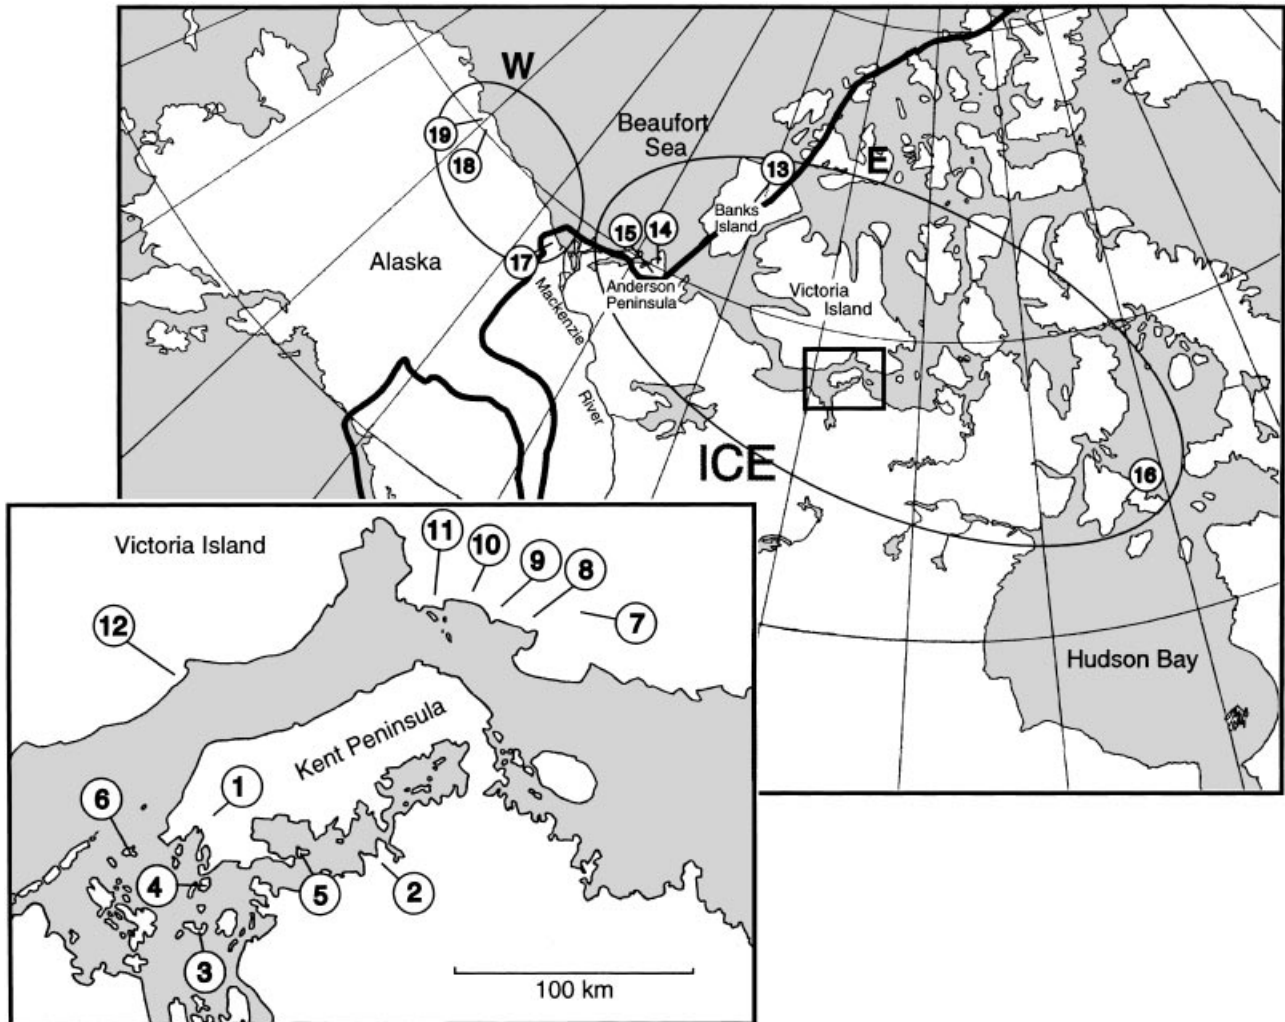 W
Beaufort
Sea
E
19
18
13
15
14
17
Banks
Island
Alaska
Anderson
Peninsula
Mackenzie
River
Victoria
Island
ICE
16
Hudson Bay
Victoria Island
11
10
9
8
7
12
Kent Peninsula
1
6
4
5
2
3
100 km